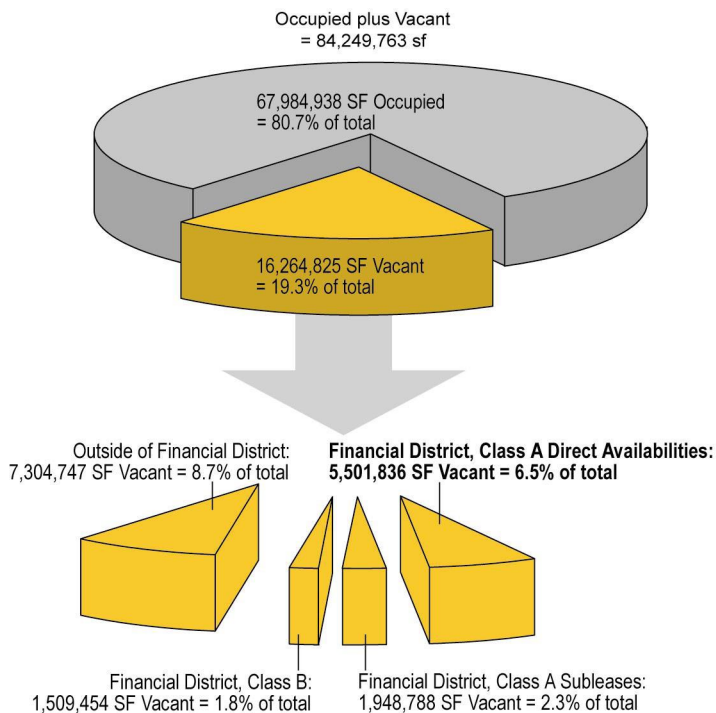 Occupied plus Vacant
= 84,249,763 sf
67,984,938 SF Occupied
= 80.7% of total
16,264,825 SF Vacant
= 19.3% of total
Outside of Financial District:
7,304,747 SF Vacant = 8.7% of total
Financial District, Class A Direct Availabilities:
5,501,836 SF Vacant = 6.5% of total
Financial District, Class B:
1,509,454 SF Vacant = 1.8% of total
Financial District, Class A Subleases:
1,948,788 SF Vacant = 2.3% of total